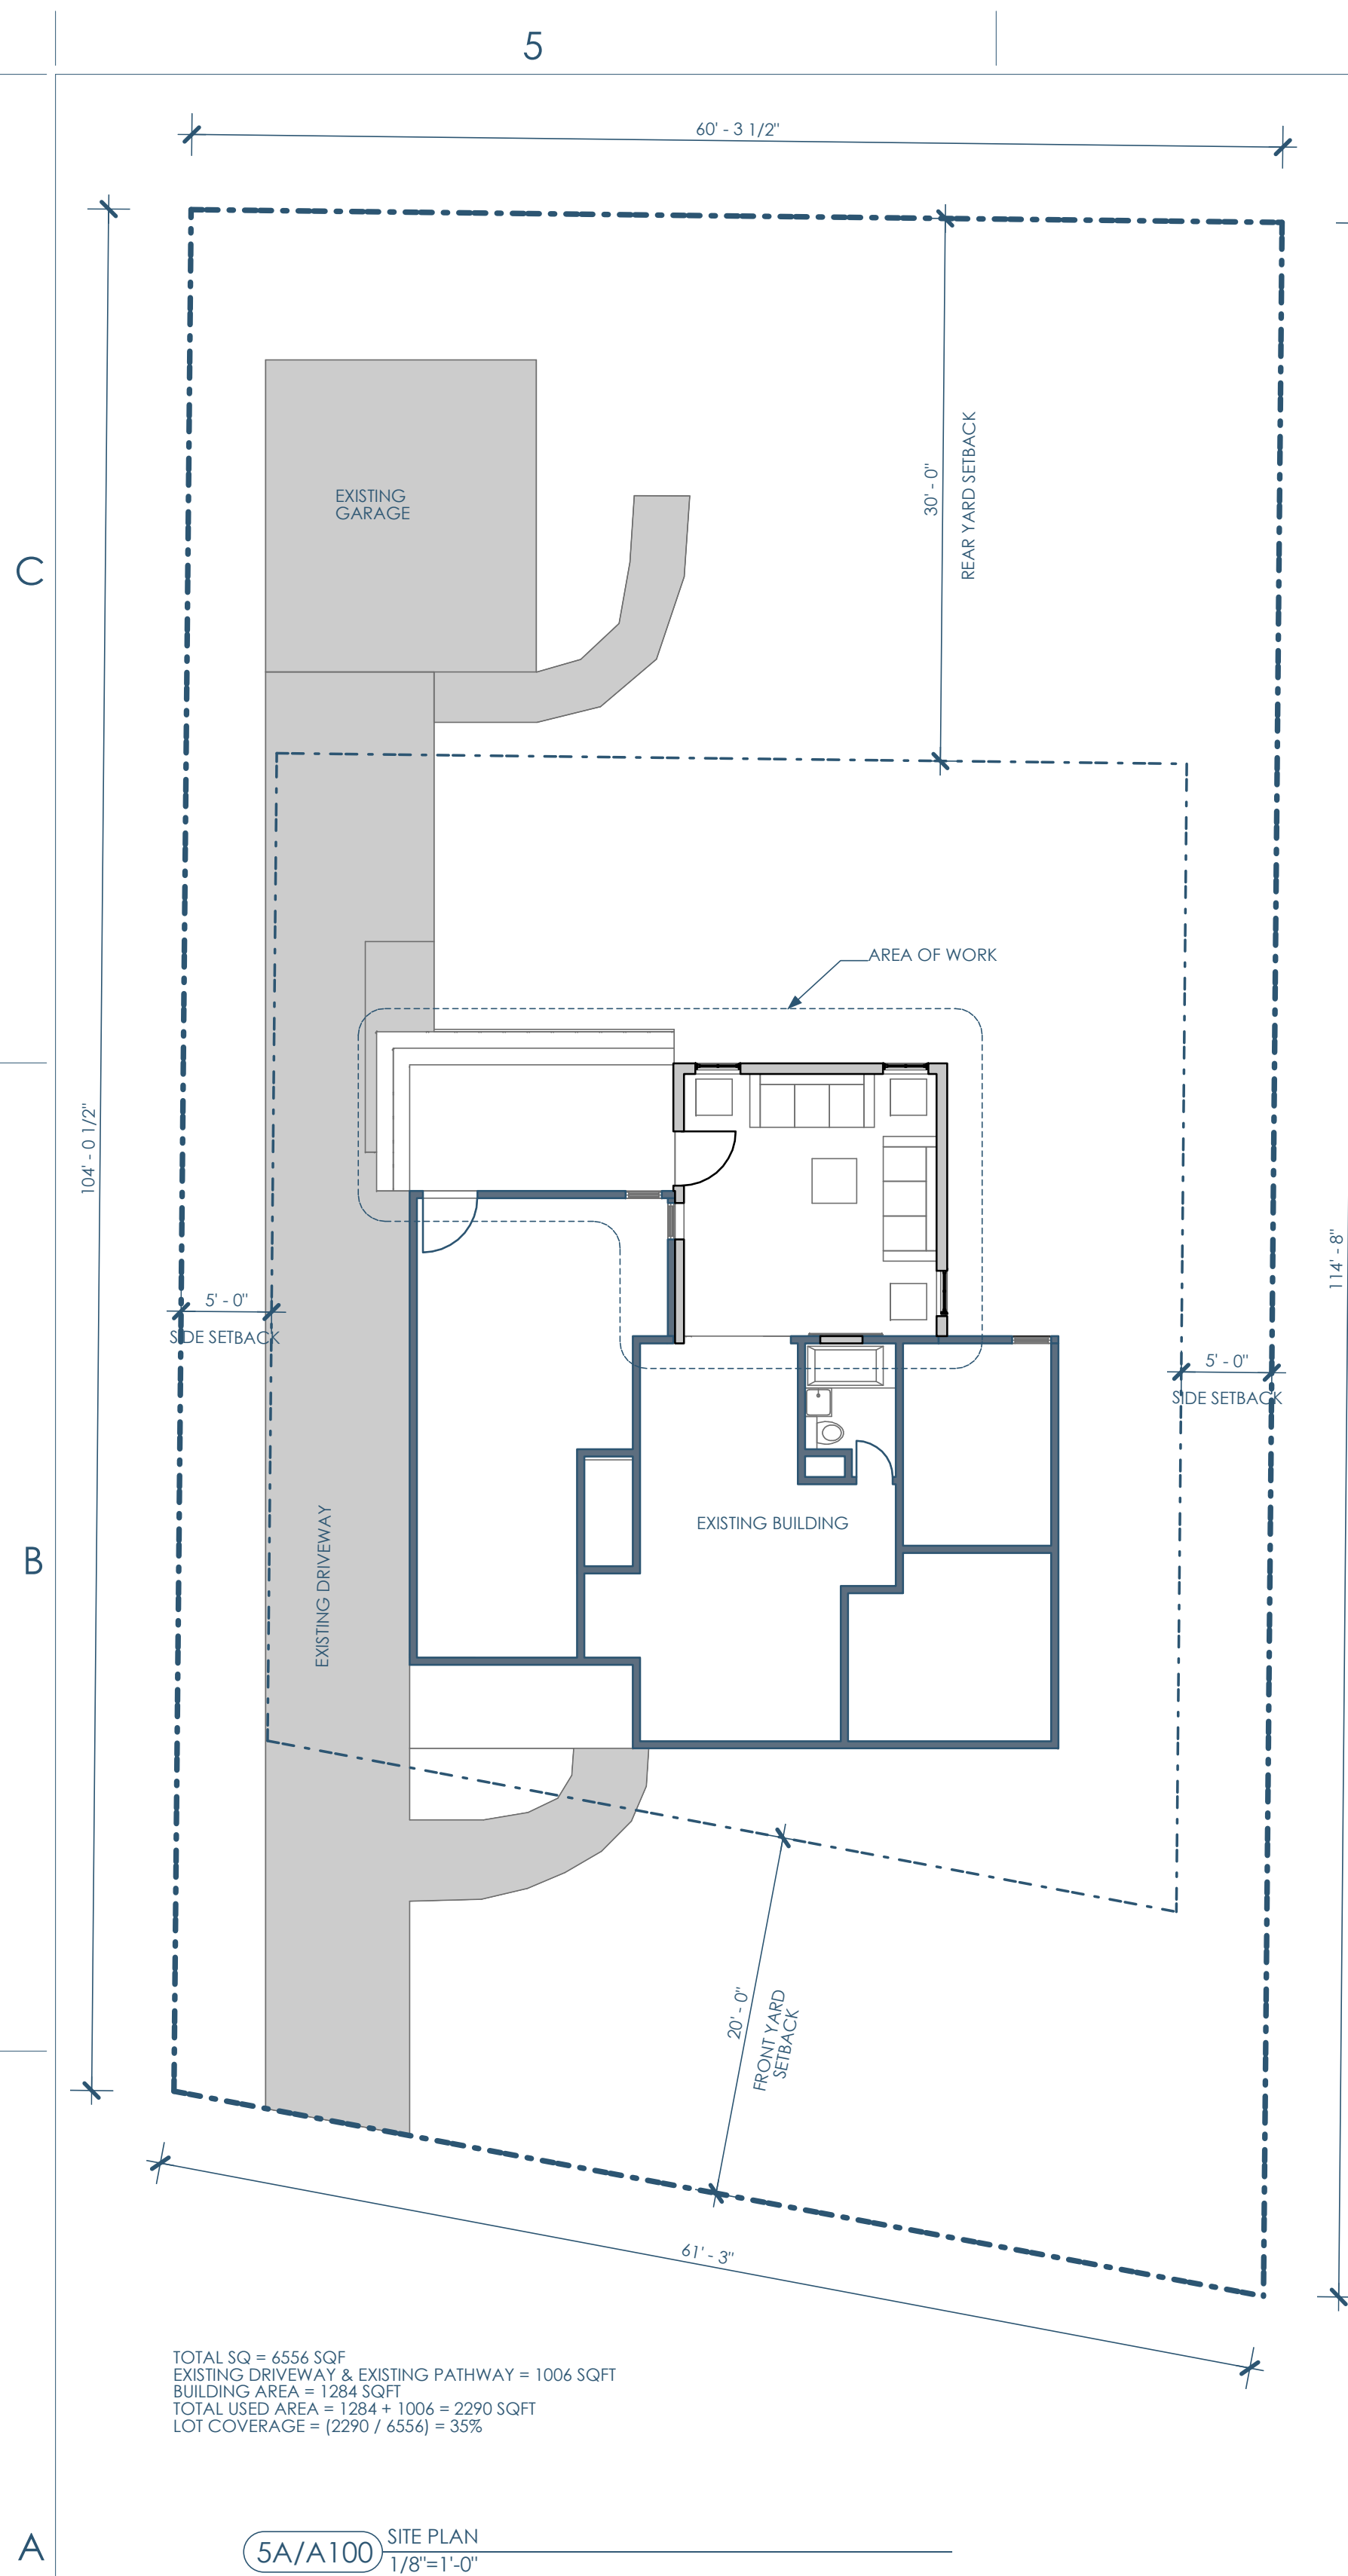 5
60' - 3 1/2"
EXISTING
GARAGE
30' - 0"
REAR YARD SETBACK
C
AREA OF WORK
104' - 0 1/2"
114' - 8"
5' - 0"
SIDE SETBACK
5' - 0"
SIDE SETBACK
EXISTING BUILDING
EXISTING DRIVEWAY
B
20' - 0"
FRONT YARD
SETBACK
61' - 3"
TOTAL SQ = 6556 SQF
EXISTING DRIVEWAY & EXISTING PATHWAY = 1006 SQFT
BUILDING AREA = 1284 SQFT
TOTAL USED AREA = 1284 + 1006 = 2290 SQFT
LOT COVERAGE = (2290 / 6556) = 35%
A
5A/A100
SITE PLAN
1/8"=1'-0"